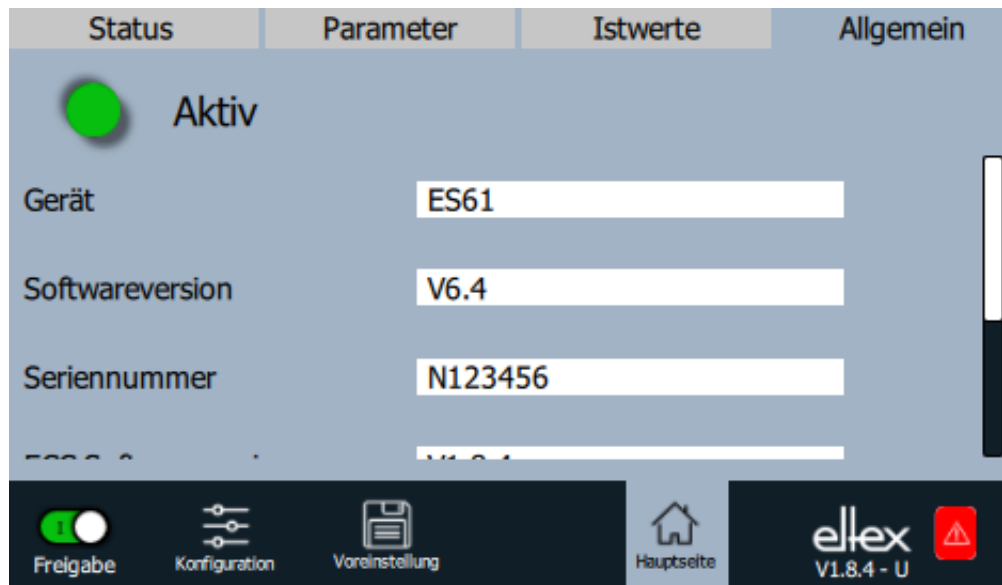 Status Parameter Istwerte Allgemein
Aktiv
Gerät ES61
Softwareversion V6.4
Seriennummer N123456
I
Freigabe Konfiguration Voreinstellung Hauptseite
eltex
V1.8.4 - U